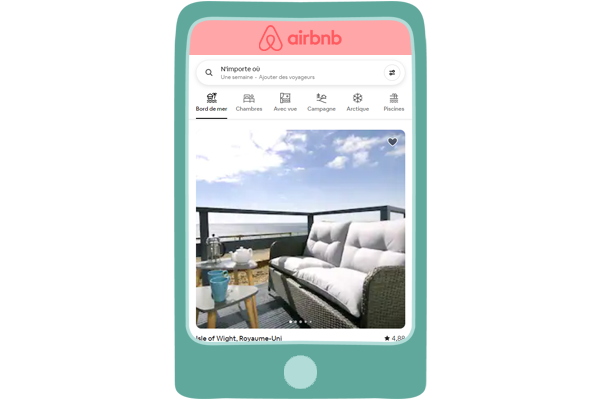 airbnb
N'importe où
Une semaine - Ajouter des voyageurs
Bord de mer Chambres Avec vue Campagne Arctique Piscines
Isle of Wight, Royaume-Uni 4,88